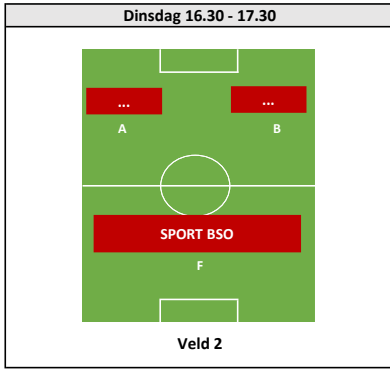 Dinsdag 16.30 - 17.30
... ...
A B
SPORT BSO
F
Veld 2